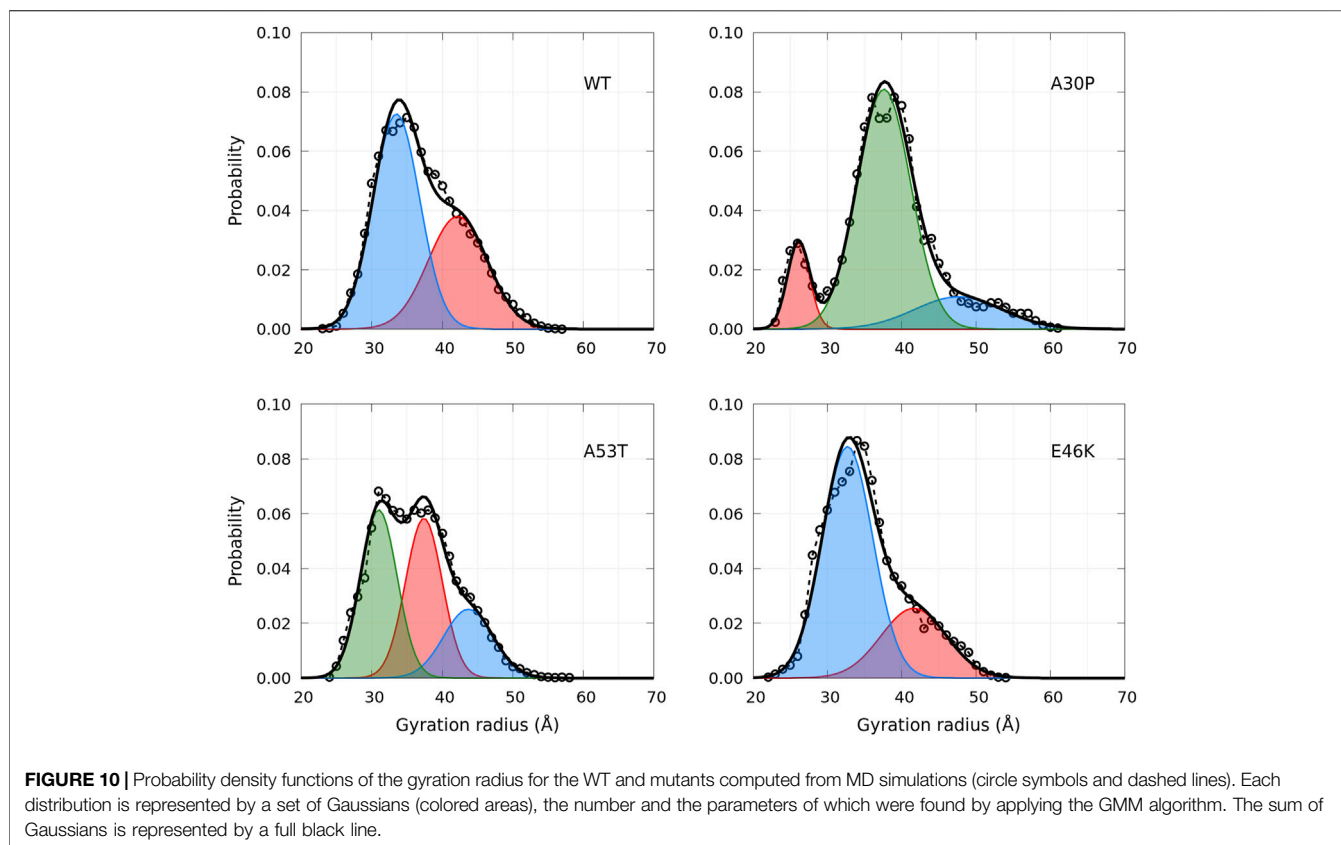 0.10
0.08
0.06
0.04
0.02
0.00
Probability
WT
20 30 40 50 60 70
0.10
0.08
0.06
0.04
0.02
0.00
A30P
20 30 40 50 60 70
0.10
0.08
0.06
0.04
0.02
0.00
Probability
A53T
20 30 40 50 60 70
Gyration radius (Å)
0.10
0.08
0.06
0.04
0.02
0.00
E46K
20 30 40 50 60 70
Gyration radius (Å)
FIGURE 10 | Probability density functions of the gyration radius for the WT and mutants computed from MD simulations (circle symbols and dashed lines). Each
distribution is represented by a set of Gaussians (colored areas), the number and the parameters of which were found by applying the GMM algorithm. The sum of
Gaussians is represented by a full black line.